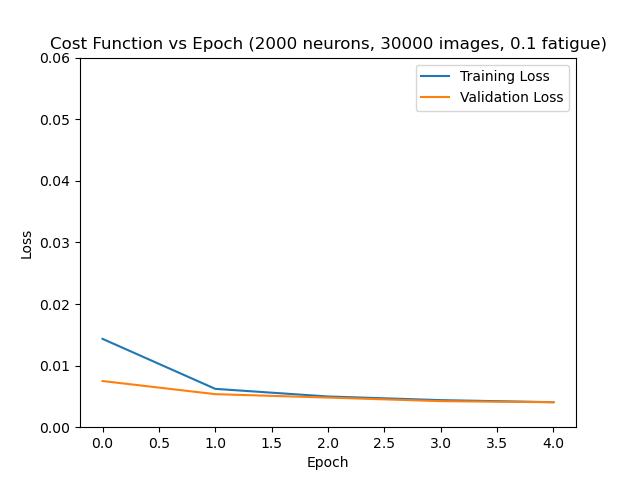 Cost Function vs Epoch (2000 neurons, 30000 images, 0.1 fatigue)
Training Loss
Validation Loss
0.06
0.05
0.04
0.03
0.02
0.01
0.00
Loss
0.0 0.5 1.0 1.5 2.0 2.5 3.0 3.5 4.0
Epoch